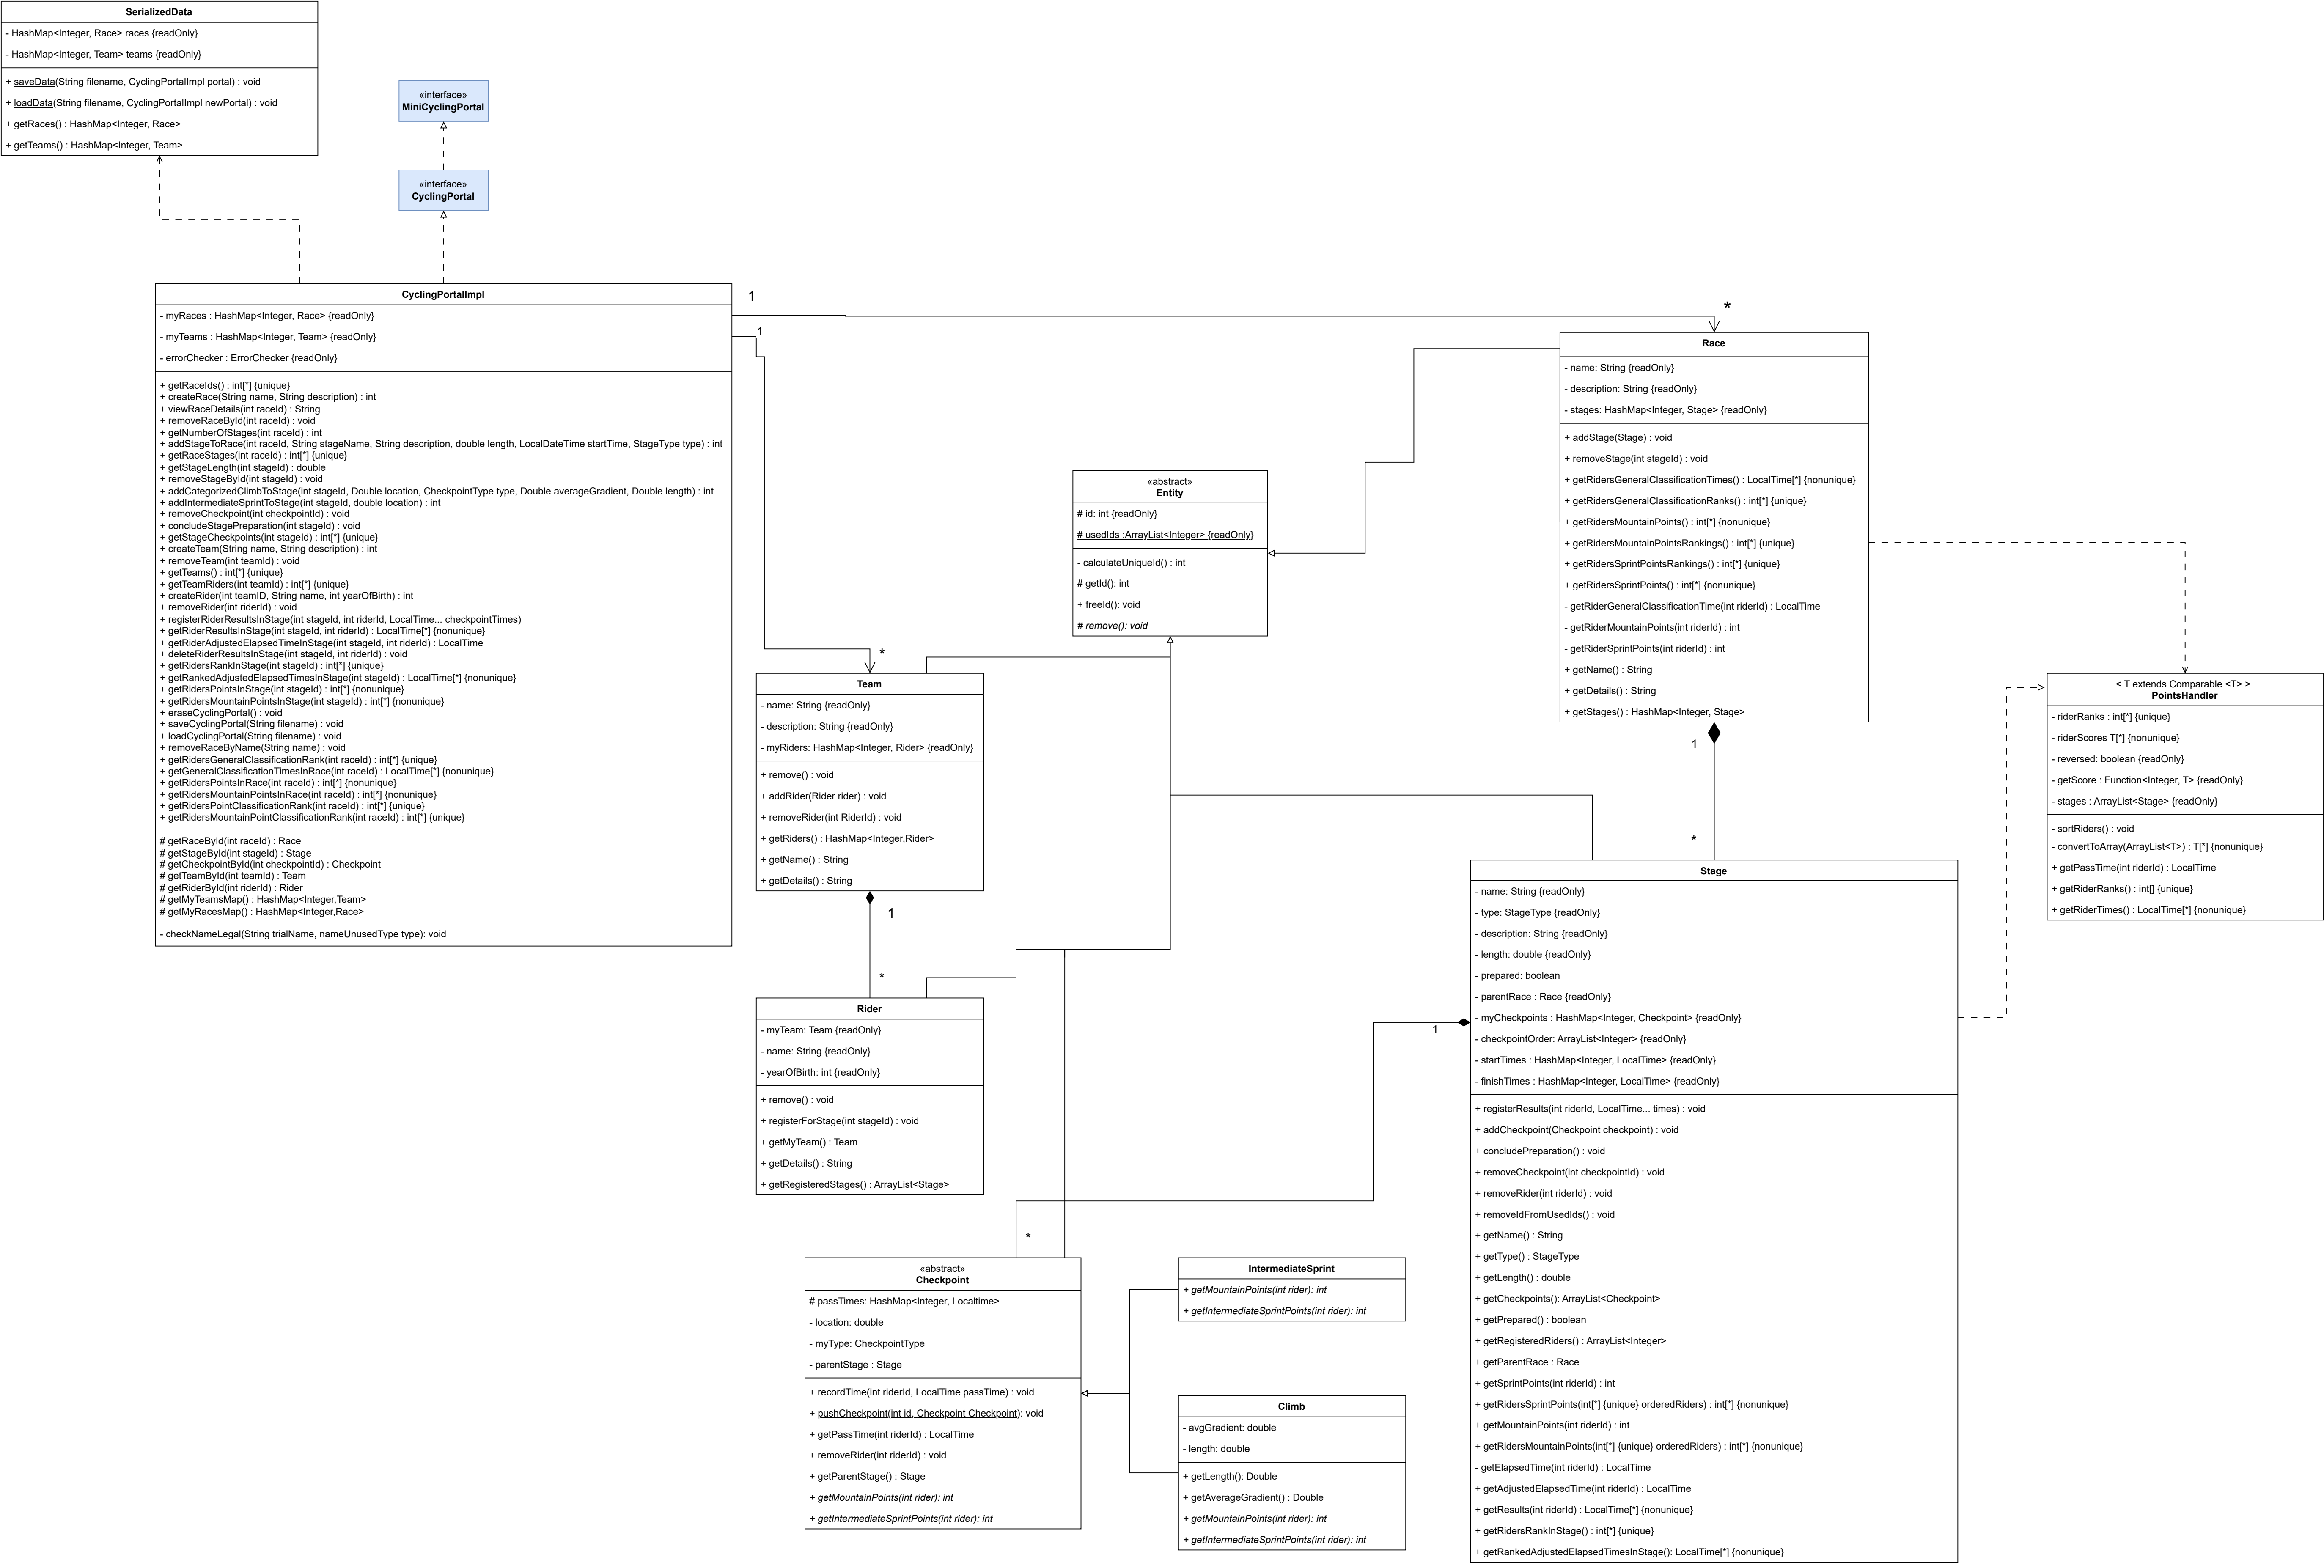 SerializedData
- HashMap<Integer, Race> races {readOnly}
- HashMap<Integer, Team> teams {readOnly}
+ saveData(String filename, CyclingPortalImpl portal) : void
+ loadData(String filename, CyclingPortalImpl newPortal) : void
+ getRaces() : HashMap<Integer, Race>
+ getTeams() : HashMap<Integer, Team>
«interface»
MiniCyclingPortal
«interface»
CyclingPortal
CyclingPortalImpl
- myRaces : HashMap<Integer, Race> {readOnly}
- myTeams : HashMap<Integer, Team> {readOnly}
- errorChecker : ErrorChecker {readOnly}
+ getRaceIds() : int[*] {unique}
+ createRace(String name, String description) : int
+ viewRaceDetails(int raceId) : String
+ removeRaceById(int raceId) : void
+ getNumberOfStages(int raceId) : int
+ addStageToRace(int raceId, String stageName, String description, double length, LocalDateTime startTime, StageType type) : int
+ getRaceStages(int raceId) : int[*] {unique}
+ getStageLength(int stageId) : double
+ removeStageById(int stageId) : void
+ addCategorizedClimbToStage(int stageId, Double location, CheckpointType type, Double averageGradient, Double length) : int
+ addIntermediateSprintToStage(int stageId, double location) : int
+ removeCheckpoint(int checkpointId) : void
+ concludeStagePreparation(int stageId) : void
+ getStageCheckpoints(int stageId) : int[*] {unique}
+ createTeam(String name, String description) : int
+ removeTeam(int teamId) : void
+ getTeams() : int[*] {unique}
+ getTeamRiders(int teamId) : int[*] {unique}
+ createRider(int teamID, String name, int yearOfBirth) : int
+ removeRider(int riderId) : void
+ registerRiderResultsInStage(int stageId, int riderId, LocalTime... checkpointTimes)
+ getRiderResultsInStage(int stageId, int riderId) : LocalTime[*] {nonunique}
+ getRiderAdjustedElapsedTimeInStage(int stageId, int riderId) : LocalTime
+ deleteRiderResultsInStage(int stageId, int riderId) : void
+ getRidersRankInStage(int stageId) : int[*] {unique}
+ getRankedAdjustedElapsedTimesInStage(int stageId) : LocalTime[*] {nonunique}
+ getRidersPointsInStage(int stageId) : int[*] {nonunique}
+ getRidersMountainPointsInStage(int stageId) : int[*] {nonunique}
+ eraseCyclingPortal() : void
+ saveCyclingPortal(String filename) : void
+ loadCyclingPortal(String filename) : void
+ removeRaceByName(String name) : void
+ getRidersGeneralClassificationRank(int raceId) : int[*] {unique}
+ getGeneralClassificationTimesInRace(int raceId) : LocalTime[*] {nonunique}
+ getRidersPointsInRace(int raceId) : int[*] {nonunique}
+ getRidersMountainPointsInRace(int raceId) : int[*] {nonunique}
+ getRidersPointClassificationRank(int raceId) : int[*] {unique}
+ getRidersMountainPointClassificationRank(int raceId) : int[*] {unique}
# getRaceById(int raceId) : Race
# getStageById(int stageId) : Stage
# getCheckpointById(int checkpointId) : Checkpoint
# getTeamById(int teamId) : Team
# getRiderById(int riderId) : Rider
# getMyTeamsMap() : HashMap<Integer,Team>
# getMyRacesMap() : HashMap<Integer,Race>
- checkNameLegal(String trialName, nameUnusedType type): void
1
*
1
*
Race
- name: String {readOnly}
- description: String {readOnly}
- stages: HashMap<Integer, Stage> {readOnly}
+ addStage(Stage) : void
+ removeStage(int stageId) : void
+ getRidersGeneralClassificationTimes() : LocalTime[*] {nonunique}
+ getRidersGeneralClassificationRanks() : int[*] {unique}
+ getRidersMountainPoints() : int[*] {nonunique}
+ getRidersMountainPointsRankings() : int[*] {unique}
+ getRidersSprintPointsRankings() : int[*] {unique}
+ getRidersSprintPoints() : int[*] {nonunique}
- getRiderGeneralClassificationTime(int riderId) : LocalTime
- getRiderMountainPoints(int riderId) : int
- getRiderSprintPoints(int riderId) : int
+ getName() : String
+ getDetails() : String
+ getStages() : HashMap<Integer, Stage>
«abstract»
Entity
# id: int {readOnly}
# usedIds :ArrayList<Integer> {readOnly}
- calculateUniqueId() : int
# getId(): int
+ freeId(): void
# remove(): void
Team
- name: String {readOnly}
- description: String {readOnly}
- myRiders: HashMap<Integer, Rider> {readOnly}
+ remove() : void
+ addRider(Rider rider) : void
+ removeRider(int RiderId) : void
+ getRiders() : HashMap<Integer,Rider>
+ getName() : String
+ getDetails() : String
1
*
< T extends Comparable <T> >
PointsHandler
- riderRanks : int[*] {unique}
- riderScores T[*] {nonunique}
- reversed: boolean {readOnly}
- getScore : Function<Integer, T> {readOnly}
- stages : ArrayList<Stage> {readOnly}
- sortRiders() : void
- convertToArray(ArrayList<T>) : T[*] {nonunique}
+ getPassTime(int riderId) : LocalTime
+ getRiderRanks() : int[] {unique}
+ getRiderTimes() : LocalTime[*] {nonunique}
1
*
Rider
- myTeam: Team {readOnly}
- name: String {readOnly}
- yearOfBirth: int {readOnly}
+ remove() : void
+ registerForStage(int stageId) : void
+ getMyTeam() : Team
+ getDetails() : String
+ getRegisteredStages() : ArrayList<Stage>
Stage
- name: String {readOnly}
- type: StageType {readOnly}
- description: String {readOnly}
- length: double {readOnly}
- prepared: boolean
- parentRace : Race {readOnly}
- myCheckpoints : HashMap<Integer, Checkpoint> {readOnly}
- checkpointOrder: ArrayList<Integer> {readOnly}
- startTimes : HashMap<Integer, LocalTime> {readOnly}
- finishTimes : HashMap<Integer, LocalTime> {readOnly}
+ registerResults(int riderId, LocalTime... times) : void
+ addCheckpoint(Checkpoint checkpoint) : void
+ concludePreparation() : void
+ removeCheckpoint(int checkpointId) : void
+ removeRider(int riderId) : void
+ removeIdFromUsedIds() : void
+ getName() : String
+ getType() : StageType
+ getLength() : double
+ getCheckpoints(): ArrayList<Checkpoint>
+ getPrepared() : boolean
+ getRegisteredRiders() : ArrayList<Integer>
+ getParentRace : Race
+ getSprintPoints(int riderId) : int
+ getRidersSprintPoints(int[*] {unique} orderedRiders) : int[*] {nonunique}
+ getMountainPoints(int riderId) : int
+ getRidersMountainPoints(int[*] {unique} orderedRiders) : int[*] {nonunique}
- getElapsedTime(int riderId) : LocalTime
+ getAdjustedElapsedTime(int riderId) : LocalTime
+ getResults(int riderId) : LocalTime[*] {nonunique}
+ getRidersRankInStage() : int[*] {unique}
+ getRankedAdjustedElapsedTimesInStage(): LocalTime[*] {nonunique}
1
*
«abstract»
Checkpoint
# passTimes: HashMap<Integer, Localtime>
- location: double
- myType: CheckpointType
- parentStage : Stage
+ recordTime(int riderId, LocalTime passTime) : void
+ pushCheckpoint(int id, Checkpoint Checkpoint): void
+ getPassTime(int riderId) : LocalTime
+ removeRider(int riderId) : void
+ getParentStage() : Stage
+ getMountainPoints(int rider): int
+ getIntermediateSprintPoints(int rider): int
IntermediateSprint
+ getMountainPoints(int rider): int
+ getIntermediateSprintPoints(int rider): int
Climb
- avgGradient: double
- length: double
+ getLength(): Double
+ getAverageGradient() : Double
+ getMountainPoints(int rider): int
+ getIntermediateSprintPoints(int rider): int